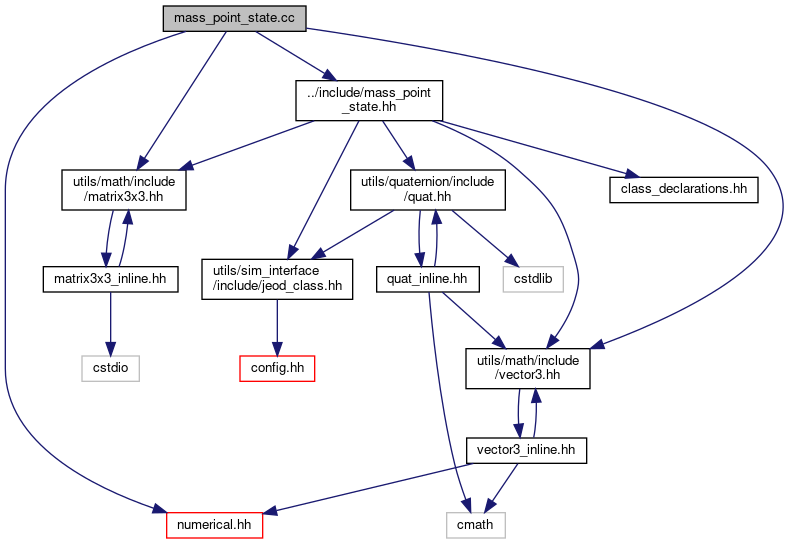 mass_point_state.cc
../include/mass_point
_state.hh
utils/math/include
/matrix3x3.hh
utils/quaternion/include
/quat.hh
class_declarations.hh
matrix3x3_inline.hh
utils/sim_interface
/include/jeod_class.hh
quat_inline.hh
cstdlib
cstdio
config.hh
utils/math/include
/vector3.hh
vector3_inline.hh
numerical.hh
cmath